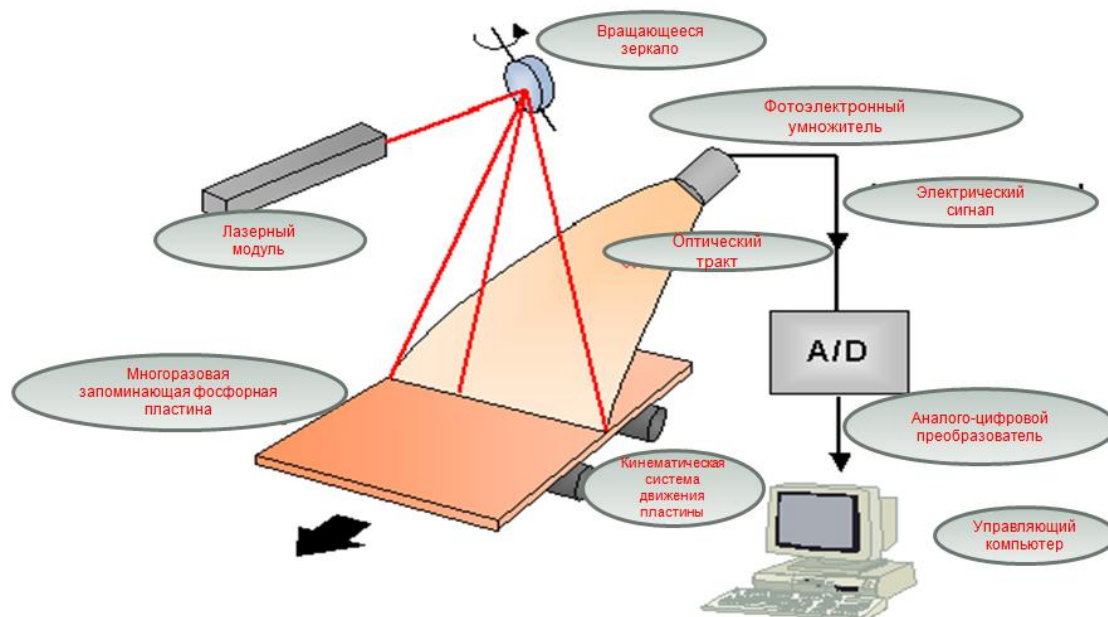 Вращающееся
зеркало
Фотоэлектронный
умножитель
Электрический
сигнал
Лазерный
модуль
Оптический
тракт
A/D
Многоразовая
запоминающая фосфорная
пластина
Аналого-цифровой
преобразователь
Кинематическая
система
движения
пластины
Управляющий
компьютер